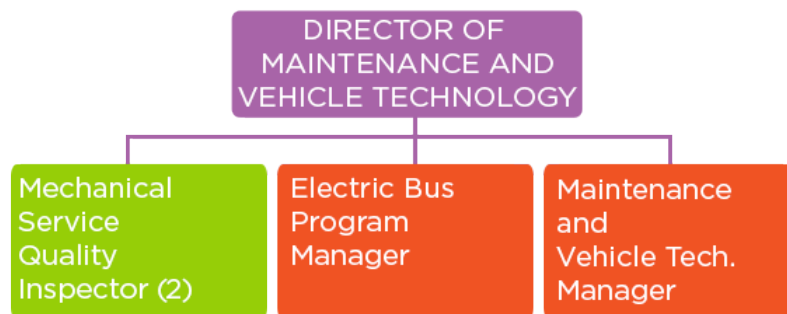 DIRECTOR OF
MAINTENANCE AND
VEHICLE TECHNOLOGY
Mechanical
Service
Quality
Inspector (2)
Electric Bus
Program
Manager
Maintenance
and
Vehicle Tech.
Manager